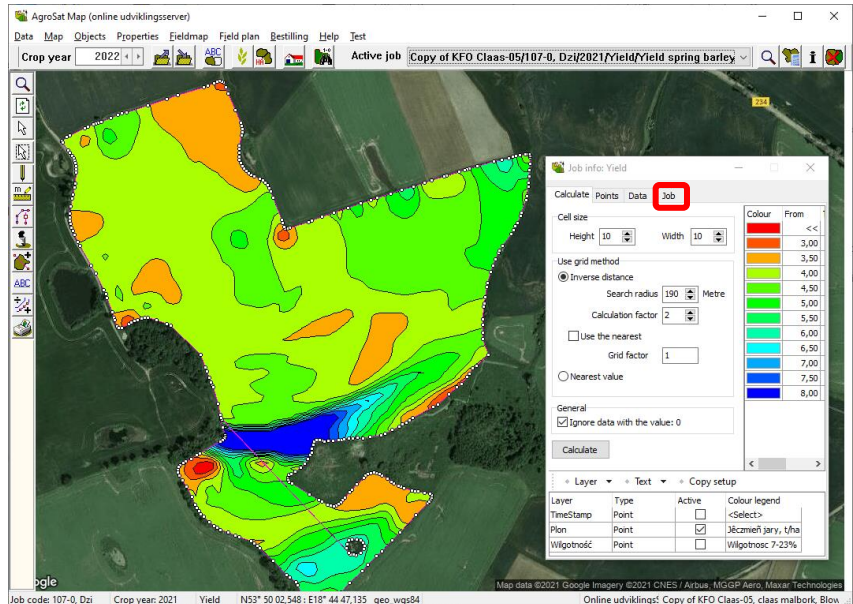 AgroSat Map (online udviklingsserver)
Data Map Objects Properties Fieldmap Field plan Bestilling Help Test
Crop year 2022 ABC HA Active job Copy of KFO Claas-05/107-0, Dzi/2021/Yield/Yield spring barley
234
m
ABC
Job info: Yield
Calculate Points Data Job
Cell size
Height 10 Width 10
Use grid method
Inverse distance
Search radius 190 Metre
Calculation factor 2
Use the nearest
Grid factor 1
Nearest value
General
Ignore data with the value: 0
Calculate
Colour From
<<
3,00
3,50
4,00
4,50
5,00
5,50
6,00
6,50
7,00
7,50
8,00
Layer Text Copy setup
Layer Type Active Colour legend
TimeStamp Point <Select>
Plon Point Jêczmieñ jary, t/ha
Wilgotność Point Wilgotnosc 7-23%
ogle
Map data ©2021 Google Imagery ©2021 CNES / Airbus, MGGP Aero, Maxar Technologies
Job code: 107-0, Dzi Crop year: 2021 Yield N53° 50 02,548 : E18° 44 47,135 geo_wgs84 Online udviklings! Copy of KFO Claas-05, claas malbork, Blow